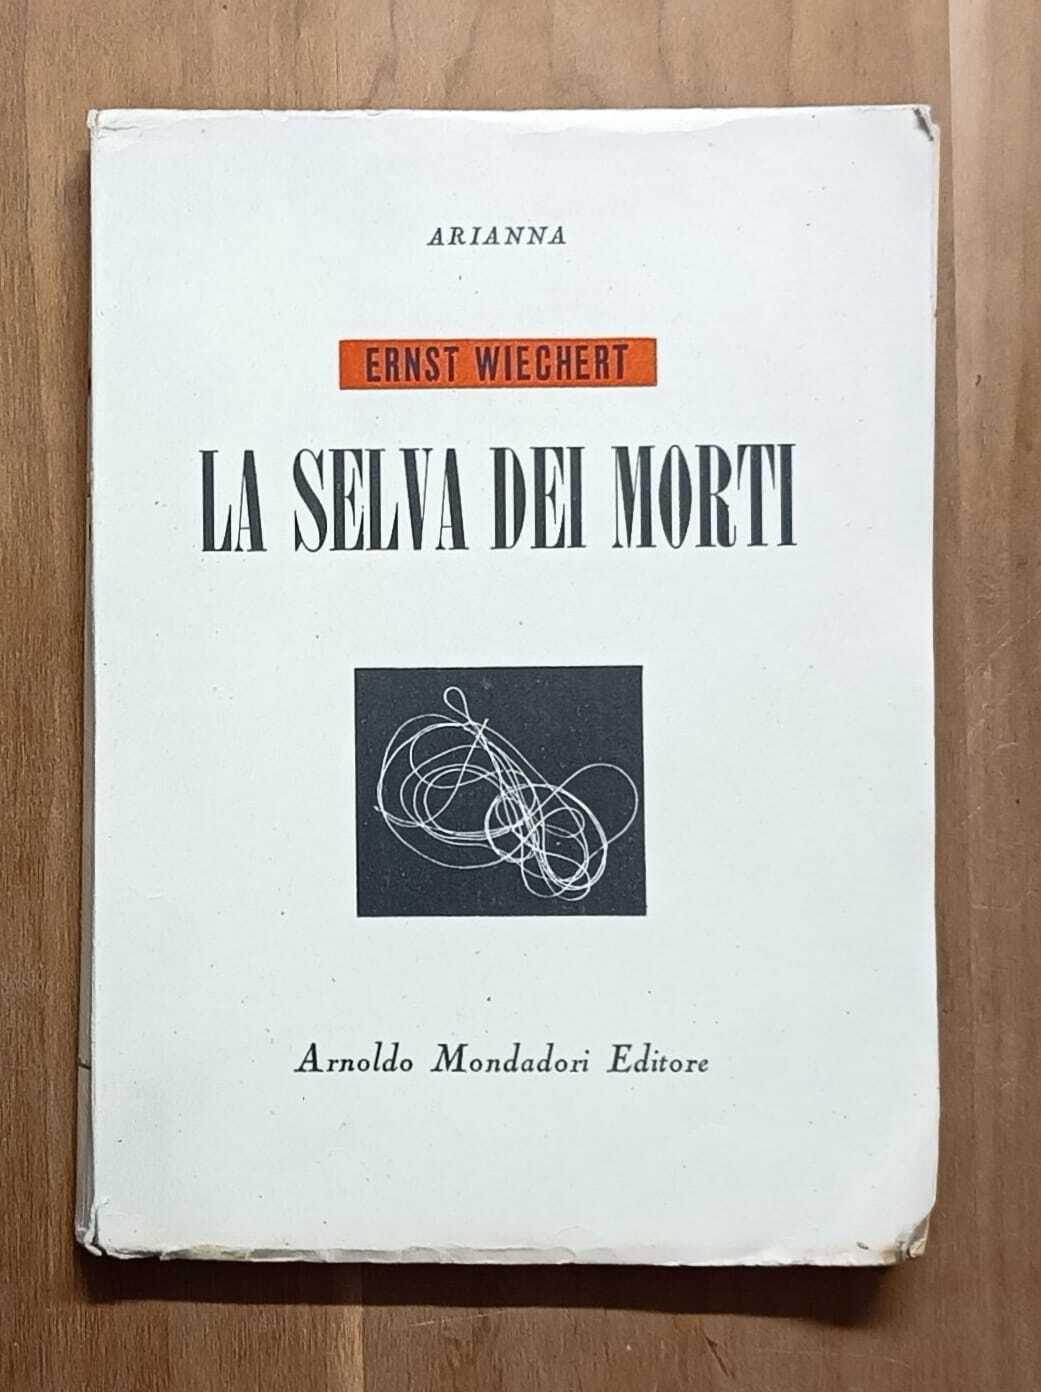 ARIANNA
ERNST WIECHERT
LA SELVA DEI MORTI
Arnoldo Mondadori Editore